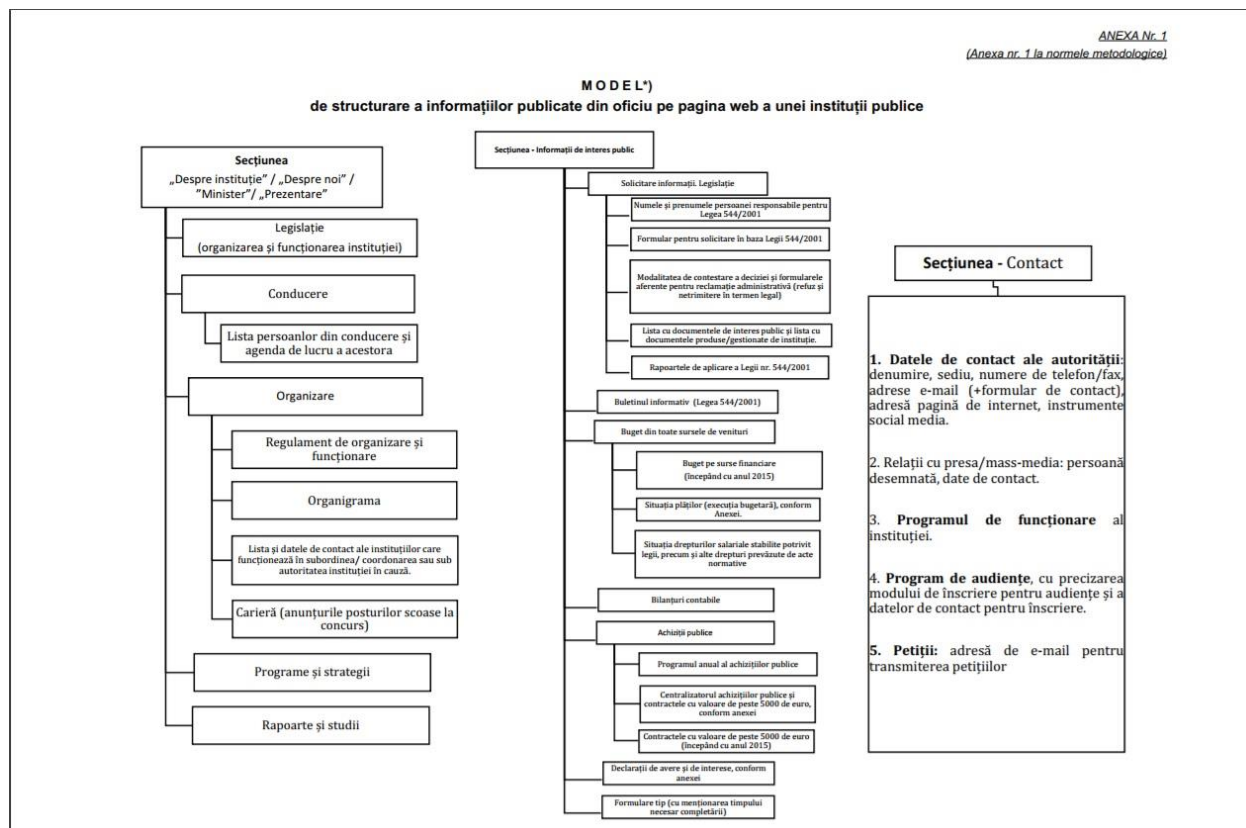 ANEXA Nr. 1
(Anexa nr. 1 la normele metodologice)
M O D E L*)
de structurare a informațiilor publicate din oficiu pe pagina web a unei instituții publice
Secțiunea
„Despre instituție” / „Despre noi” /
”Minister”/ „Prezentare”
Legislație
(organizarea și funcționarea instituției)
Conducere
Lista persoanlor din conducere și
agenda de lucru a acestora
Organizare
Regulament de organizare și
funcționare
Organigrama
Lista și datele de contact ale instituțiilor care
funcționează în subordinea/ coordonarea sau sub
autoritatea instituției în cauză.
Carieră (anunțurile posturilor scoase la
concurs)
Programe și strategii
Rapoarte și studii
Secțiunea - Informații de interes public
Solicitare informații. Legislație
Numele și prenumele persoanei responsabile pentru
Legea 544/2001
Formular pentru solicitare în baza Legii 544/2001
Modalitatea de contestare a deciziei și formularele
aferente pentru reclamație administrativă (refuz și
netrimitere în termen legal)
Lista cu documentele de interes public și lista cu
documentele produse/gestionate de instituție.
Rapoartele de aplicare a Legii nr. 544/2001
Buletinul informativ (Legea 544/2001)
Buget din toate sursele de venituri
Buget pe surse financiare
(începând cu anul 2015)
Situația plăților (execuția bugetară), conform
Anexei.
Situația drepturilor salariale stabilite potrivit
legii, precum și alte drepturi prevăzute de acte
normative
Bilanțuri contabile
Achiziții publice
Programul anual al achizițiilor publice
Centralizatorul achizițiilor publice și
contractele cu valoare de peste 5000 de euro,
conform anexei
Contractele cu valoare de peste 5000 de euro
(începând cu anul 2015)
Declarații de avere și de interese, conform
anexei
Formulare tip (cu menționarea timpului
necesar completării)
Secțiunea - Contact
1. Datele de contact ale autorității:
denumire, sediu, numere de telefon/fax,
adrese e-mail (+formular de contact),
adresă pagină de internet, instrumente
social media.
2. Relații cu presa/mass-media: persoană
desemnată, date de contact.
3. Programul de funcționare al
instituției.
4. Program de audiențe, cu precizarea
modului de înscriere pentru audiențe și a
datelor de contact pentru înscriere.
5. Petiții: adresă de e-mail pentru
transmiterea petițiilor